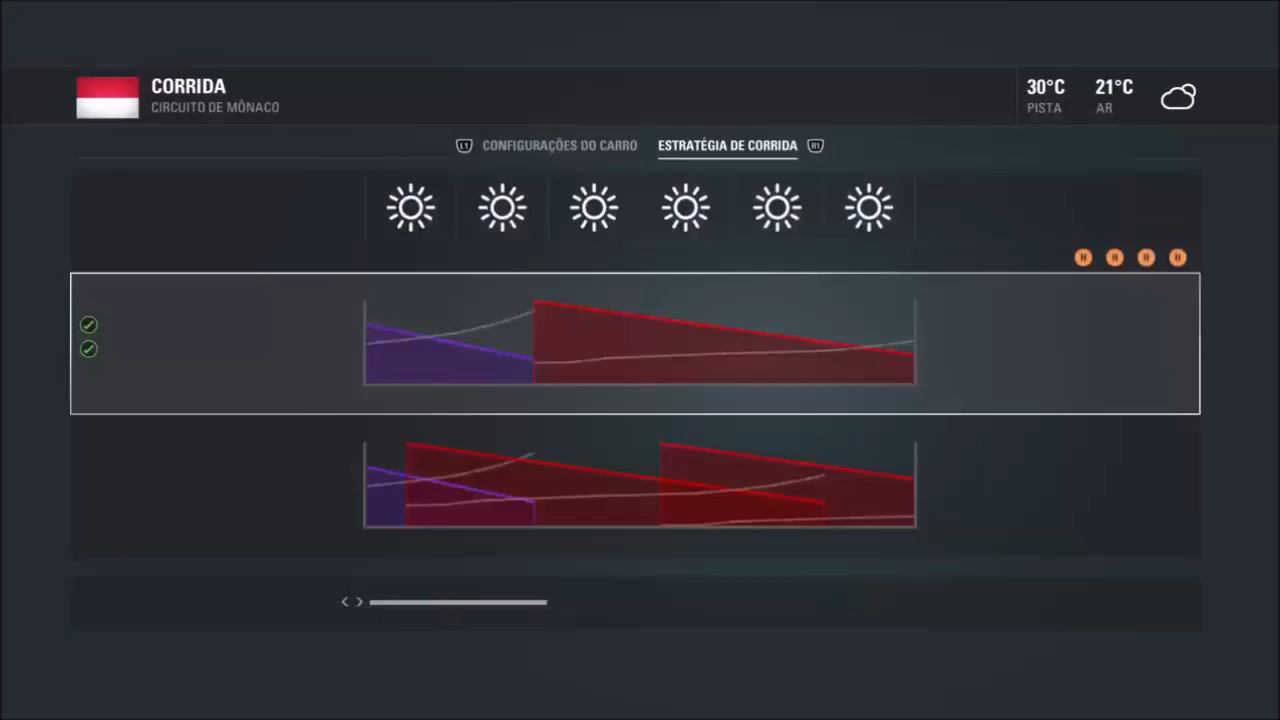 CORRIDA
CIRCUITO DE MÔNACO
30°C
PISTA
21°C
AR
L1 CONFIGURAÇÕES DO CARRO ESTRATÉGIA DE CORRIDA R1